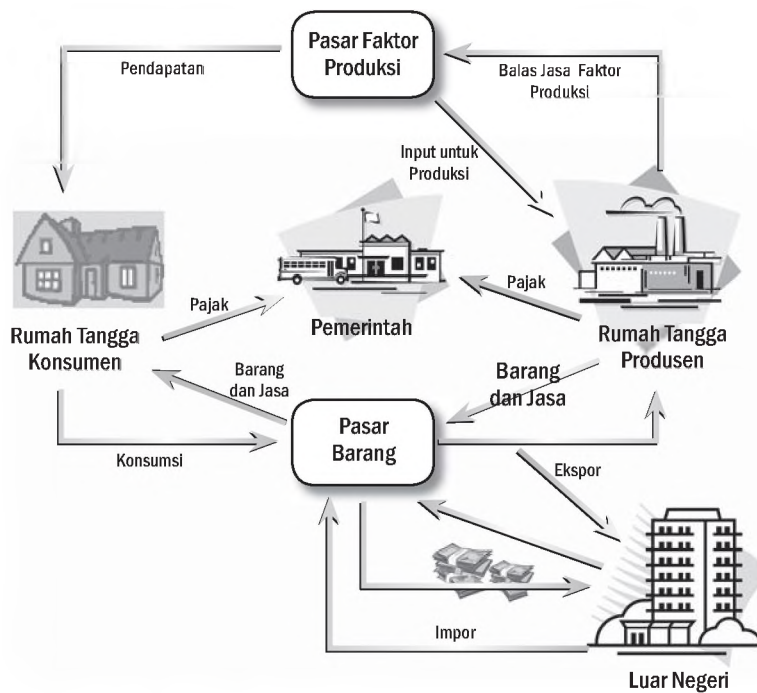 Pasar Faktor
Produksi
Pendapatan
Balas Jasa Faktor
Produksi
Input untuk
Produksi
Pajak
Pajak
Pemerintah
Rumah Tangga
Konsumen
Rumah Tangga
Produsen
Barang
dan Jasa
Barang
dan Jasa
Pasar
Barang
Konsumsi
Ekspor
Impor
Luar Negeri